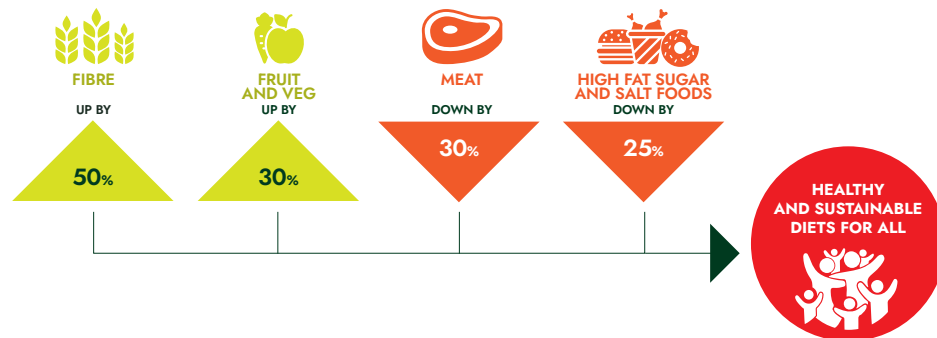 FIBRE
UP BY
50%
FRUIT
AND VEG
UP BY
30%
MEAT
DOWN BY
30%
HIGH FAT SUGAR
AND SALT FOODS
DOWN BY
25%
HEALTHY
AND SUSTAINABLE
DIETS FOR ALL